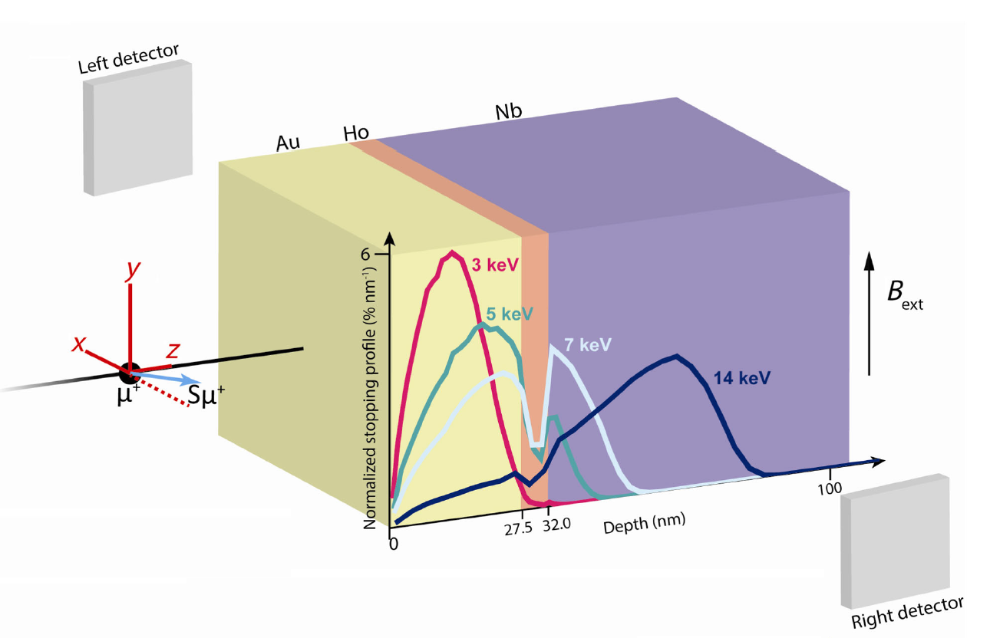 Left detector
Au
Ho
Nb
6
Normalized stopping profile (% nm⁻¹)
3 keV
5 keV
7 keV
14 keV
B_ext
y
x
z
μ⁺
Sμ⁺
0
27.5
32.0
100
Depth (nm)
Right detector